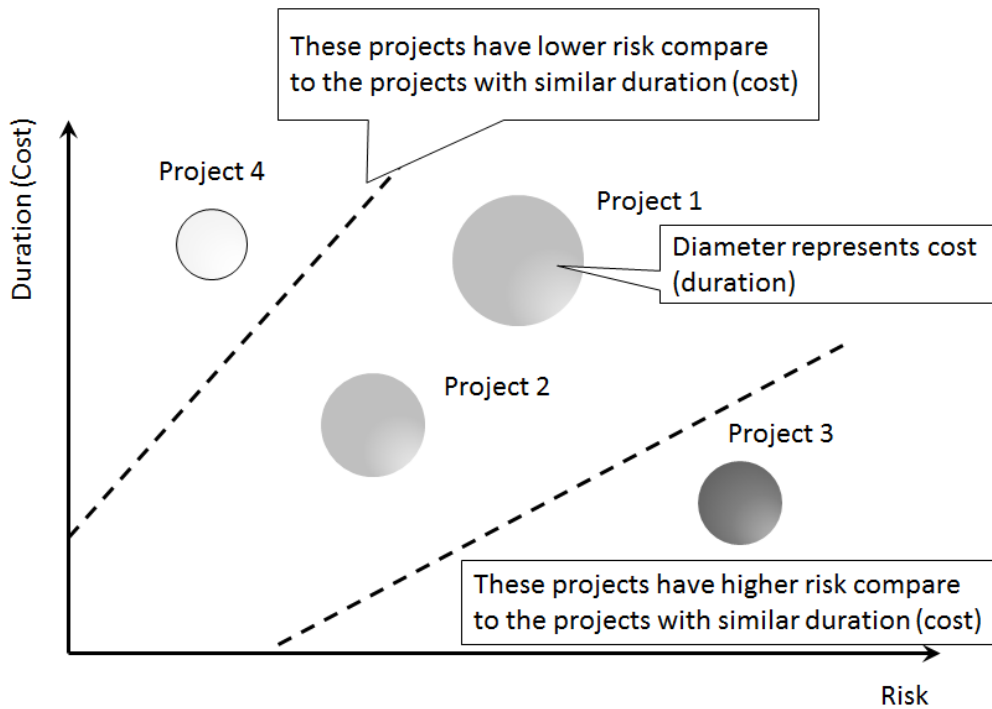 These projects have lower risk compare
to the projects with similar duration (cost)
Duration (Cost)
Project 4
Project 1
Diameter represents cost
(duration)
Project 2
Project 3
These projects have higher risk compare
to the projects with similar duration (cost)
Risk